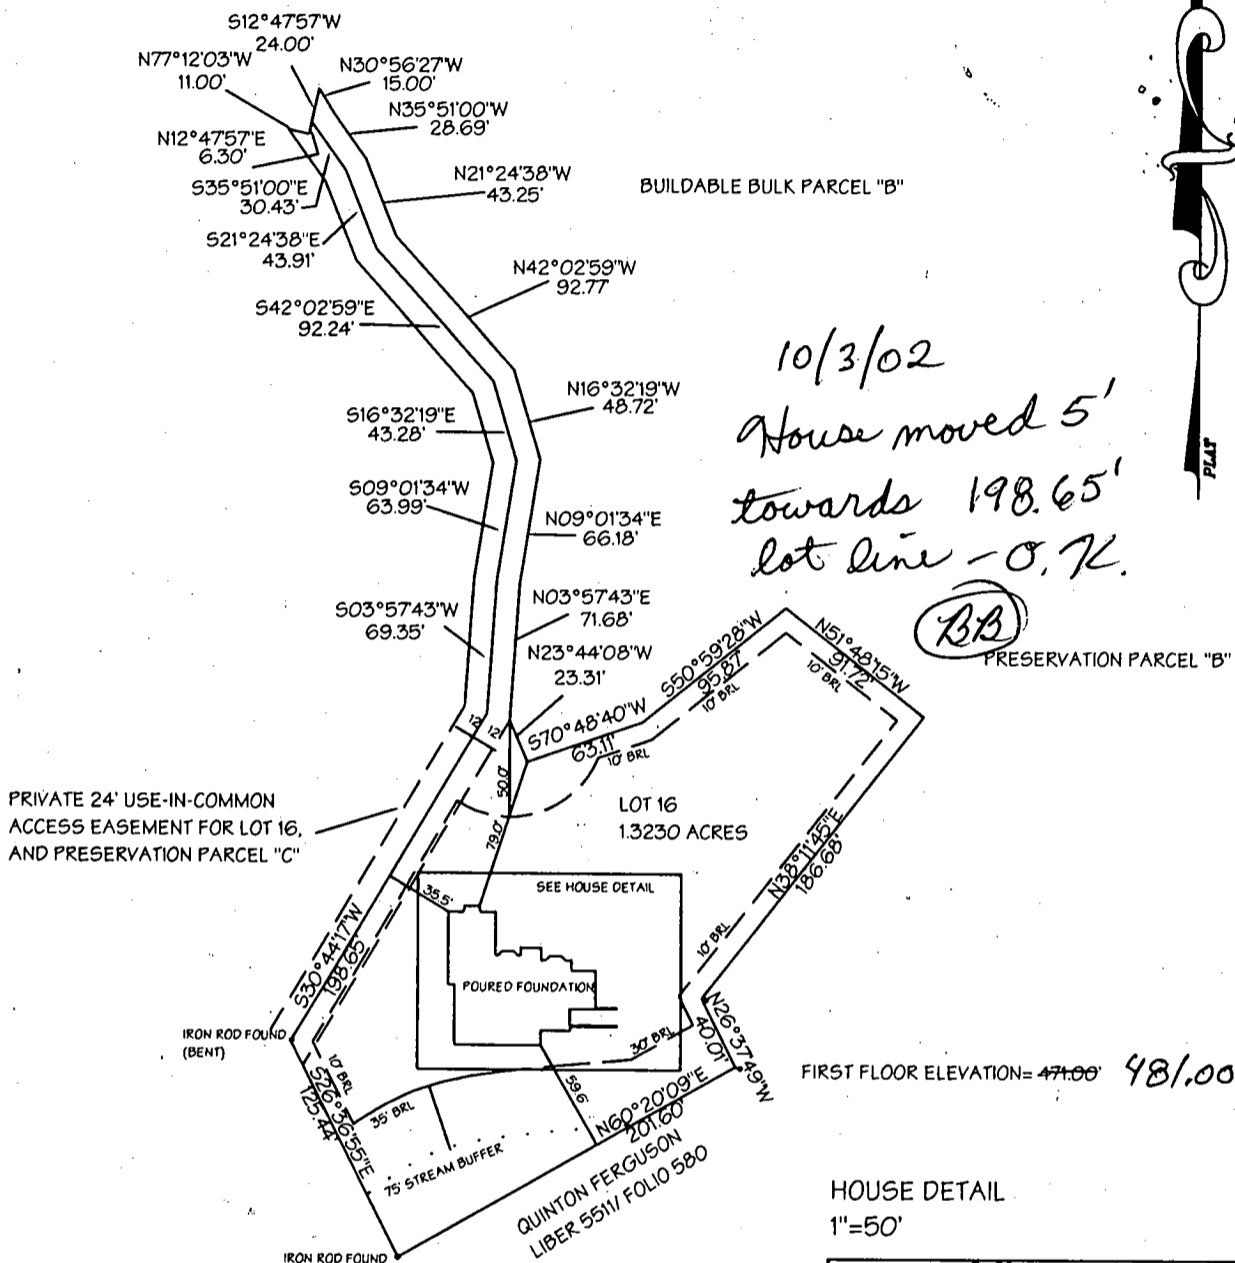 S12°47'57"W
24.00'
N77°12'03"W
11.00'
N30°56'27"W
15.00'
N35°51'00"W
28.69'
N12°47'57"E
6.30'
S35°51'00"E
30.43'
N21°24'38"W
43.25'
BUILDABLE BULK PARCEL "B"
S21°24'38"E
43.91'
N42°02'59"W
92.77'
S42°02'59"E
92.24'
10/3/02
House moved 5'
towards 198.65'
lot line - O.K.
BB
PLAT
N16°32'19"W
48.72'
S16°32'19"E
43.28'
S09°01'34"W
63.99'
N09°01'34"E
66.18'
S03°57'43"W
69.35'
N03°57'43"E
71.68'
N23°44'08"W
23.31'
S50°59'28"W
95.87'
10' BRL
N51°48'15"W
91.72'
10' BRL
PRESERVATION PARCEL "B"
12
12
S70°48'40"W
63.11'
10' BRL
50.0'
79.0'
PRIVATE 24' USE-IN-COMMON
ACCESS EASEMENT FOR LOT 16,
AND PRESERVATION PARCEL "C"
LOT 16
1.3230 ACRES
N38°11'45"E
186.68'
10' BRL
35.5'
SEE HOUSE DETAIL
POURED FOUNDATION
S30°44'17"W
198.65'
IRON ROD FOUND
(BENT)
10' BRL
S26°36'55"E
125.44'
35' BRL
30' BRL
N26°37'49"W
40.01'
59.6'
75' STREAM BUFFER
N60°20'09"E
201.60'
QUINTON FERGUSON
LIBER 5511/ FOLIO 580
IRON ROD FOUND
FIRST FLOOR ELEVATION= 471.00' 481.00
HOUSE DETAIL
1"=50'